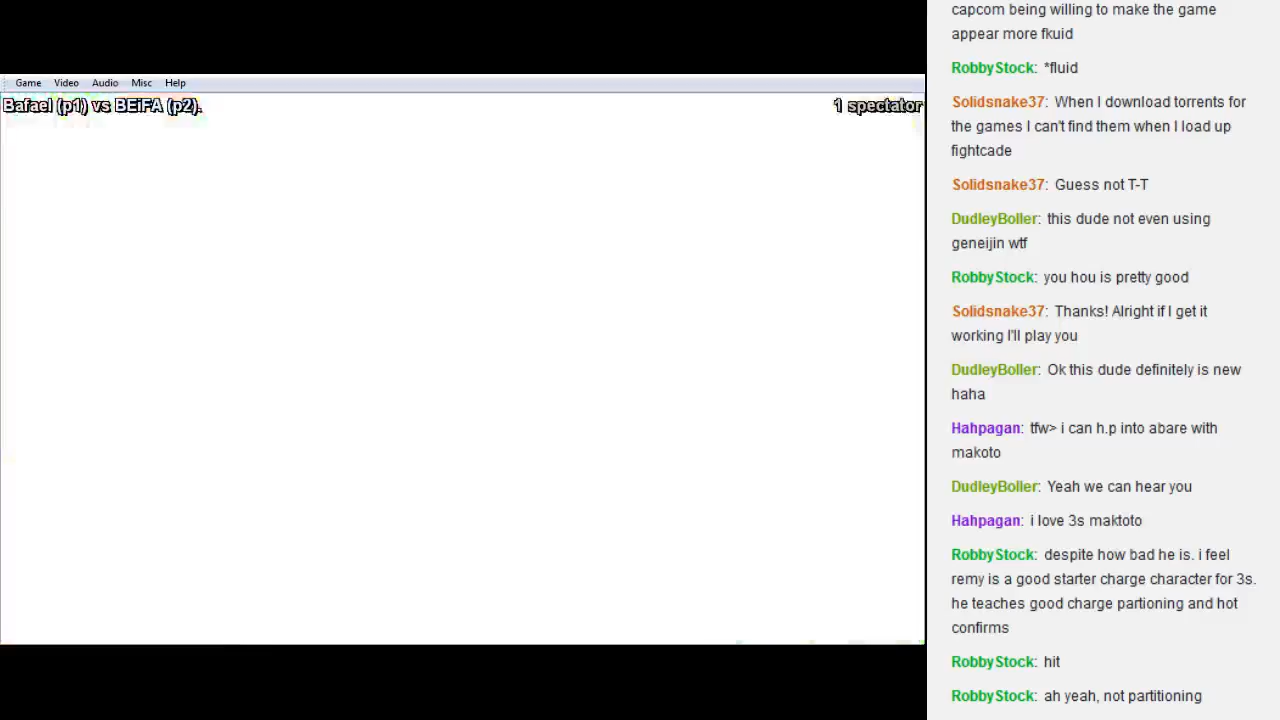 Game Video Audio Misc Help
Bafael (p1) vs BEiFA (p2).
1 spectator
capcom being willing to make the game
appear more fkuid
RobbyStock: *fluid
Solidsnake37: When I download torrents for
the games I can't find them when I load up
fightcade
Solidsnake37: Guess not T-T
DudleyBoller: this dude not even using
geneijin wtf
RobbyStock: you hou is pretty good
Solidsnake37: Thanks! Alright if I get it
working I'll play you
DudleyBoller: Ok this dude definitely is new
haha
Hahpagan: tfw> i can h.p into abare with
makoto
DudleyBoller: Yeah we can hear you
Hahpagan: i love 3s maktoto
RobbyStock: despite how bad he is. i feel
remy is a good starter charge character for 3s.
he teaches good charge partioning and hot
confirms
RobbyStock: hit
RobbyStock: ah yeah, not partitioning